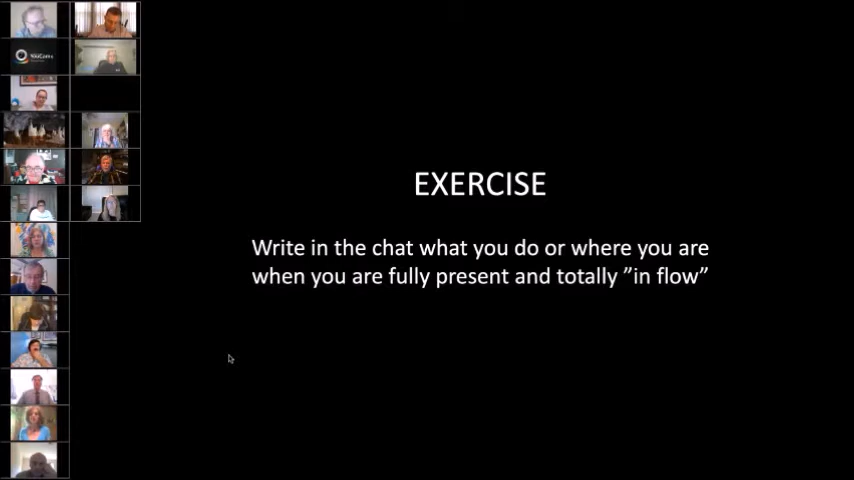 EXERCISE
Write in the chat what you do or where you are
when you are fully present and totally ”in flow”